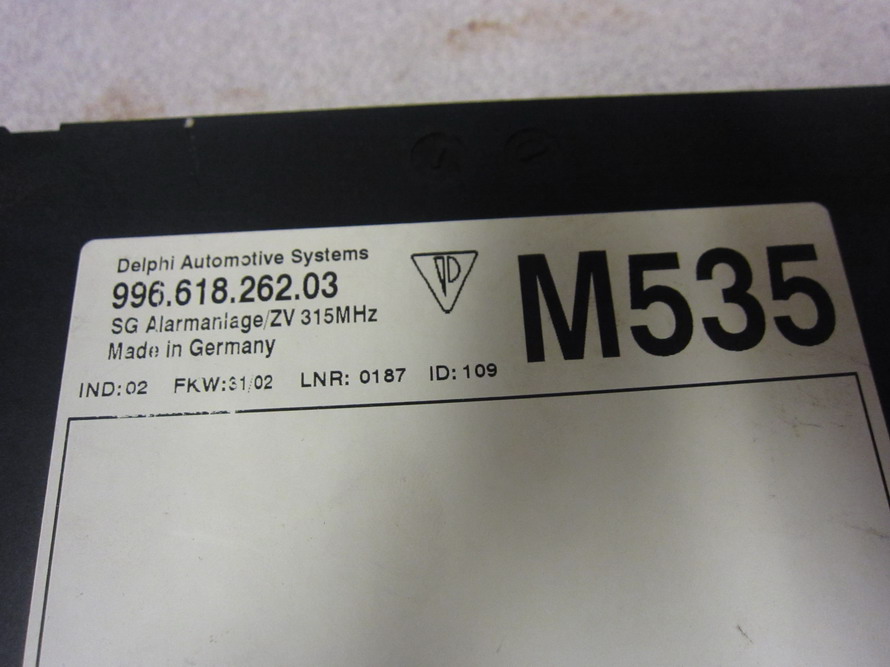 Delphi Automotive Systems
996.618.262.03
SG Alarmanlage/ZV 315MHz
Made in Germany
IND:02 FKW:31/02 LNR: 0187 ID:109
M535